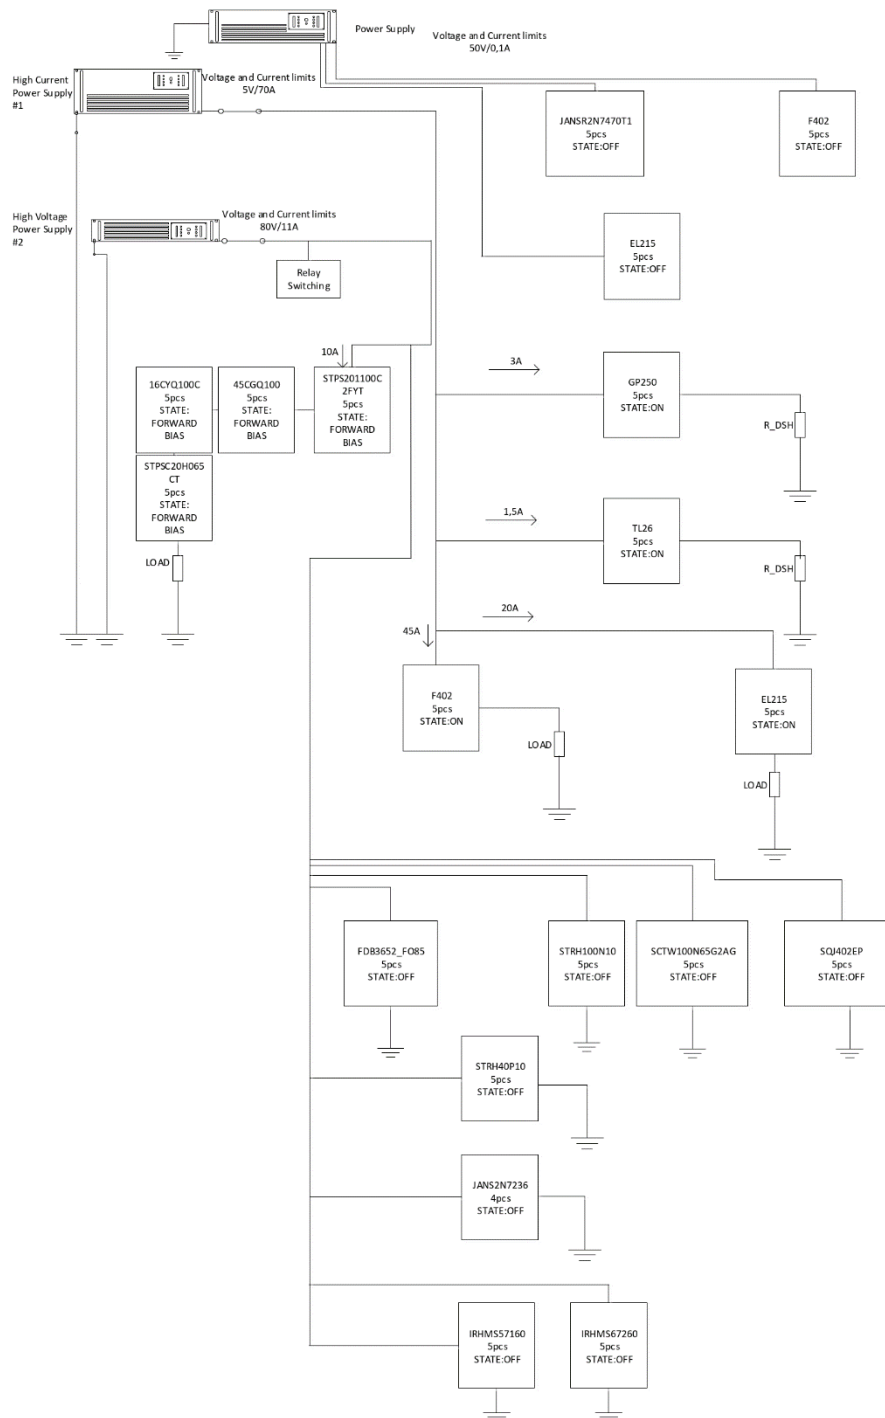 Power Supply
Voltage and Current limits
50V/0,1A
High Current
Power Supply
#1
Voltage and Current limits
5V/70A
JANSR2N7470T1
5pcs
STATE:OFF
F402
5pcs
STATE:OFF
High Voltage
Power Supply
#2
Voltage and Current limits
80V/11A
Relay
Switching
EL215
5pcs
STATE:OFF
10A
16CYQ100C
5pcs
STATE:
FORWARD
BIAS
45CGQ100
5pcs
STATE:
FORWARD
BIAS
STPS201100C
2FYT
5pcs
STATE:
FORWARD
BIAS
3A
GP250
5pcs
STATE:ON
R_DSH
STPSC20H065
CT
5pcs
STATE:
FORWARD
BIAS
LOAD
1,5A
TL26
5pcs
STATE:ON
R_DSH
20A
45A
F402
5pcs
STATE:ON
LOAD
EL215
5pcs
STATE:ON
LOAD
FDB3652_FO85
5pcs
STATE:OFF
STRH100N10
5pcs
STATE:OFF
SCTW100N65G2AG
5pcs
STATE:OFF
SQJ402EP
5pcs
STATE:OFF
STRH40P10
5pcs
STATE:OFF
JANS2N7236
4pcs
STATE:OFF
IRHMS57160
5pcs
STATE:OFF
IRHMS67260
5pcs
STATE:OFF